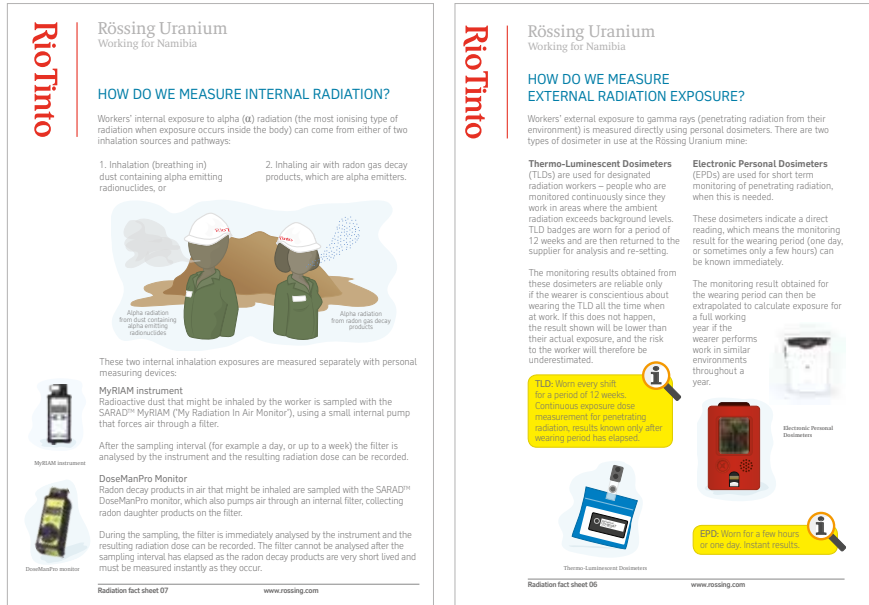 RioTinto
Rössing Uranium
Working for Namibia
HOW DO WE MEASURE INTERNAL RADIATION?
Workers' internal exposure to alpha (α) radiation (the most ionising type of
radiation when exposure occurs inside the body) can come from either of two
inhalation sources and pathways:
1. Inhalation (breathing in)
dust containing alpha emitting
radionuclides, or
2. Inhaling air with radon gas decay
products, which are alpha emitters.
Alpha radiation
from dust containing
alpha emitting
radionuclides
Alpha radiation
from radon gas decay
products
These two internal inhalation exposures are measured separately with personal
measuring devices:
MyRIAM instrument
Radioactive dust that might be inhaled by the worker is sampled with the
SARAD™ MyRIAM ('My Radiation In Air Monitor'), using a small internal pump
that forces air through a filter.
After the sampling interval (for example a day, or up to a week) the filter is
analysed by the instrument and the resulting radiation dose can be recorded.
MyRIAM instrument
DoseManPro Monitor
Radon decay products in air that might be inhaled are sampled with the SARAD™
DoseManPro monitor, which also pumps air through an internal filter, collecting
radon daughter products on the filter.
During the sampling, the filter is immediately analysed by the instrument and the
resulting radiation dose can be recorded. The filter cannot be analysed after the
sampling interval has elapsed as the radon decay products are very short lived and
must be measured instantly as they occur.
DoseManPro monitor
Radiation fact sheet 07
www.rossing.com
RioTinto
Rössing Uranium
Working for Namibia
HOW DO WE MEASURE
EXTERNAL RADIATION EXPOSURE?
Workers' external exposure to gamma rays (penetrating radiation from their
environment) is measured directly using personal dosimeters. There are two
types of dosimeter in use at the Rössing Uranium mine:
Thermo-Luminescent Dosimeters
(TLDs) are used for designated
radiation workers – people who are
monitored continuously since they
work in areas where the ambient
radiation exceeds background levels.
TLD badges are worn for a period of
12 weeks and are then returned to the
supplier for analysis and re-setting.
The monitoring results obtained from
these dosimeters are reliable only
if the wearer is conscientious about
wearing the TLD all the time when
at work. If this does not happen,
the result shown will be lower than
their actual exposure, and the risk
to the worker will therefore be
underestimated.
TLD: Worn every shift
for a period of 12 weeks.
Continuous exposure dose
measurement for penetrating
radiation, results known only after
wearing period has elapsed.
Thermo-Luminescent Dosimeters
Electronic Personal Dosimeters
(EPDs) are used for short term
monitoring of penetrating radiation,
when this is needed.
These dosimeters indicate a direct
reading, which means the monitoring
result for the wearing period (one day,
or sometimes only a few hours) can
be known immediately.
The monitoring result obtained for
the wearing period can then be
extrapolated to calculate exposure for
a full working
year if the
wearer performs
work in similar
environments
throughout a
year.
Electronic Personal
Dosimeters
EPD: Worn for a few hours
or one day. Instant results.
Radiation fact sheet 06
www.rossing.com